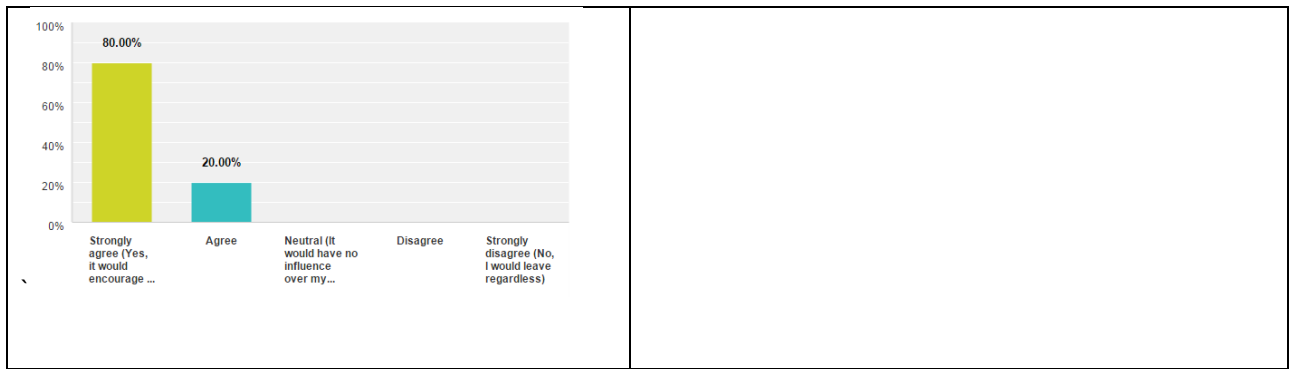 100%
80.00%
80%
60%
40%
20.00%
20%
0%
Strongly
agree (Yes,
it would
encourage ...
Agree
Neutral (It
would have no
influence
over my...
Disagree
Strongly
disagree (No,
I would leave
regardless)
`